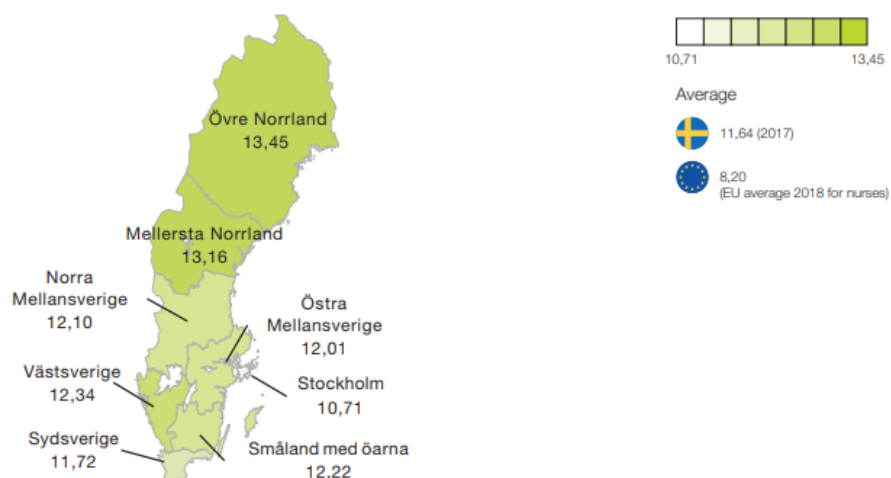 10,71
13,45
Average
11,64 (2017)
8,20
(EU average 2018 for nurses)
Övre Norrland
13,45
Mellersta Norrland
13,16
Norra
Mellansverige
12,10
Östra
Mellansverige
12,01
Västsverige
12,34
Stockholm
10,71
Sydsverige
11,72
Småland med öarna
12,22